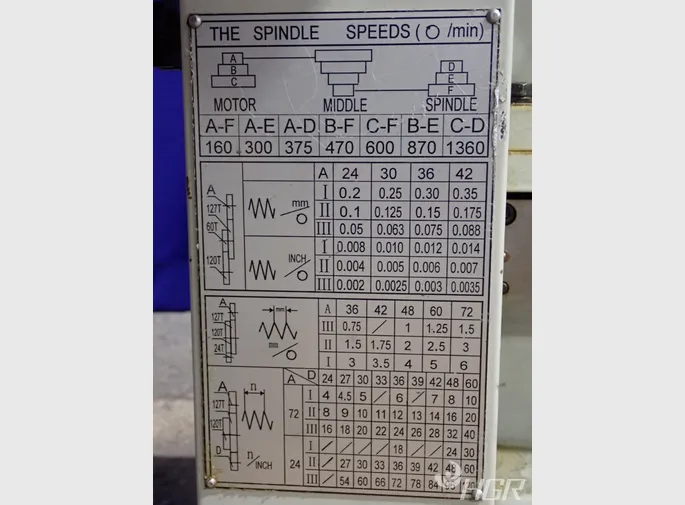 THE SPINDLE SPEEDS ( /min)
A
B
C
D
E
F
MOTOR MIDDLE SPINDLE
A-F A-E A-D B-F C-F B-E C-D
160 300 375 470 600 870 1360
A 24 30 36 42
A
127T
60T
120T
mm
I 0.2 0.25 0.30 0.35
II 0.1 0.125 0.15 0.175
III 0.05 0.063 0.075 0.088
INCH
I 0.008 0.010 0.012 0.014
II 0.004 0.005 0.006 0.007
III 0.002 0.0025 0.003 0.0035
A
127T
120T
24T
mm
mm
A 36 42 48 60 72
III 0.75 / 1 1.25 1.5
II 1.5 1.75 2 2.5 3
I 3 3.5 4 5 6
A
127T
120T
D
n
n/INCH
A D 24 27 30 33 36 39 42 48 60
72
I 4 4.5 5 / 6 / 7 8 10
II 8 9 10 11 12 13 14 16 20
III 16 18 20 22 24 26 28 32 40
24
I / / / / 18 / / 24 30
II / 27 30 33 36 39 42 48 60
III / 54 60 66 72 78 84
HGR